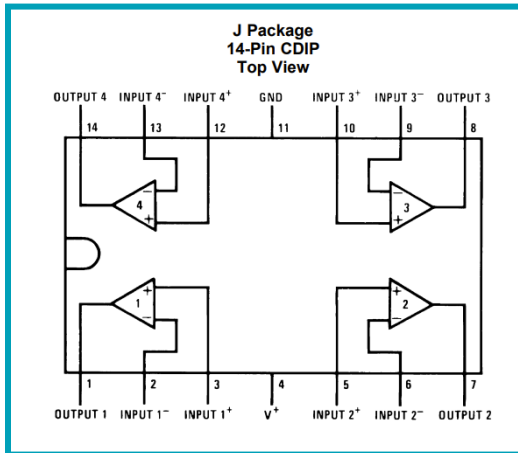 J Package
14-Pin CDIP
Top View
OUTPUT 4 INPUT 4⁻ INPUT 4⁺ GND INPUT 3⁺ INPUT 3⁻ OUTPUT 3
14 13 12 11 10 9 8
− −
4 3
+ +
+ +
1 2
− −
1 2 3 4 5 6 7
OUTPUT 1 INPUT 1⁻ INPUT 1⁺ V⁺ INPUT 2⁺ INPUT 2⁻ OUTPUT 2